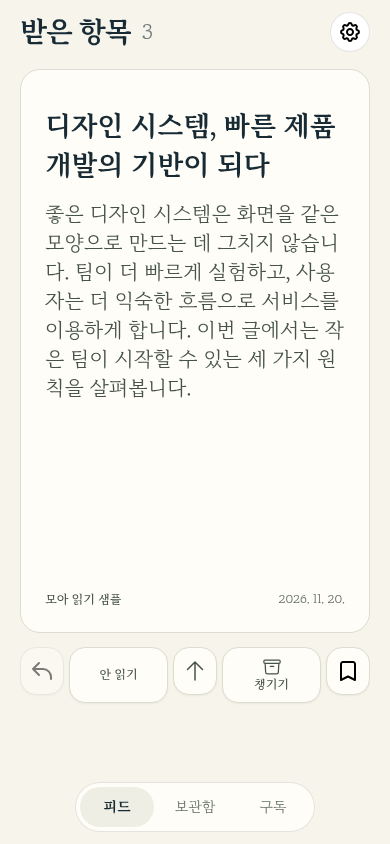 받은 항목 3
디자인 시스템, 빠른 제품
개발의 기반이 되다
좋은 디자인 시스템은 화면을 같은
모양으로 만드는 데 그치지 않습니
다. 팀이 더 빠르게 실험하고, 사용
자는 더 익숙한 흐름으로 서비스를
이용하게 합니다. 이번 글에서는 작
은 팀이 시작할 수 있는 세 가지 원
칙을 살펴봅니다.
모아 읽기 샘플 2026. 11. 20.
안 읽기 챙기기
피드 보관함 구독